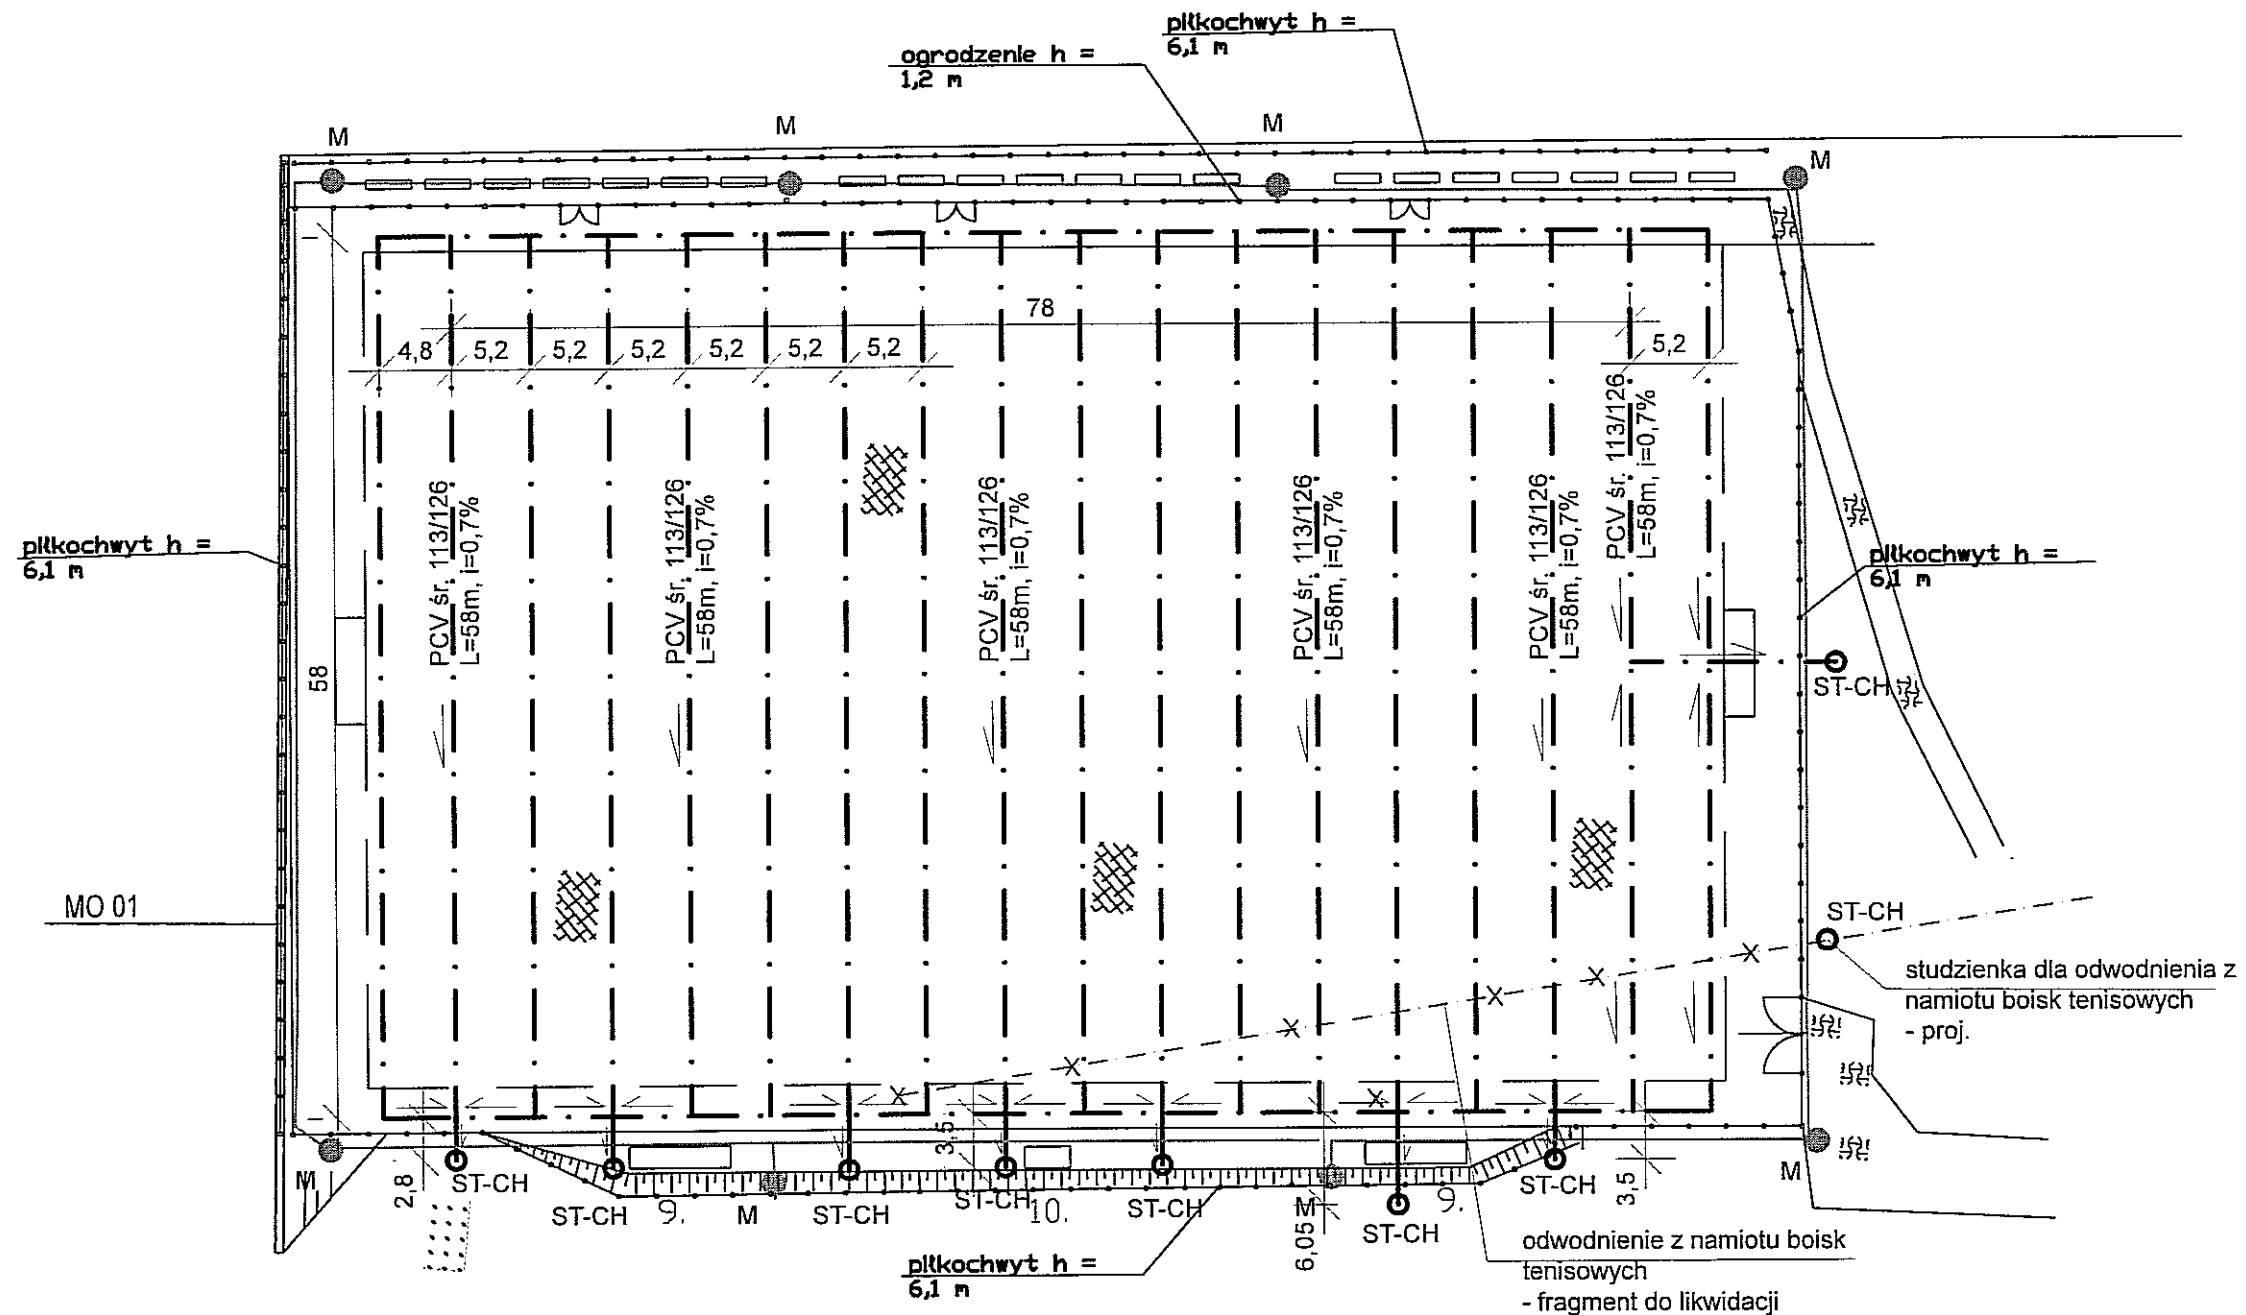 piłkochwyt h =
6,1 m
ogrodzenie h =
1,2 m
M
M
M
M
78
4,8
5,2
5,2
5,2
5,2
5,2
5,2
5,2
PCV śr. 113/126
L=58m, i=0,7%
PCV śr. 113/126
L=58m, i=0,7%
PCV śr. 113/126
L=58m, i=0,7%
PCV śr. 113/126
L=58m, i=0,7%
PCV śr. 113/126
L=58m, i=0,7%
PCV śr. 113/126
L=58m, i=0,7%
piłkochwyt h =
6,1 m
piłkochwyt h =
6,1 m
58
ST-CH
MO 01
ST-CH
studzienka dla odwodnienia z
namiotu boisk tenisowych
- proj.
M
2,8
ST-CH
ST-CH
9.
M
ST-CH
3,5
ST-CH
10.
ST-CH
M
6,05
ST-CH
9.
ST-CH
3,5
M
piłkochwyt h =
6,1 m
odwodnienie z namiotu boisk
tenisowych
- fragment do likwidacji